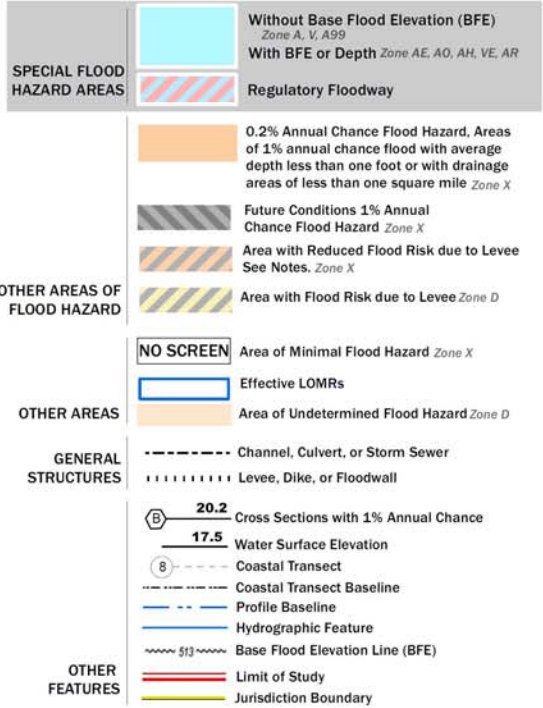 SPECIAL FLOOD
HAZARD AREAS
Without Base Flood Elevation (BFE)
Zone A, V, A99
With BFE or Depth Zone AE, AO, AH, VE, AR
Regulatory Floodway
OTHER AREAS OF
FLOOD HAZARD
0.2% Annual Chance Flood Hazard, Areas
of 1% annual chance flood with average
depth less than one foot or with drainage
areas of less than one square mile Zone X
Future Conditions 1% Annual
Chance Flood Hazard Zone X
Area with Reduced Flood Risk due to Levee
See Notes. Zone X
Area with Flood Risk due to Levee Zone D
OTHER AREAS
NO SCREEN Area of Minimal Flood Hazard Zone X
Effective LOMRs
Area of Undetermined Flood Hazard Zone D
GENERAL
STRUCTURES
Channel, Culvert, or Storm Sewer
Levee, Dike, or Floodwall
OTHER
FEATURES
B 20.2 Cross Sections with 1% Annual Chance
17.5 Water Surface Elevation
8 Coastal Transect
Coastal Transect Baseline
Profile Baseline
Hydrographic Feature
513 Base Flood Elevation Line (BFE)
Limit of Study
Jurisdiction Boundary